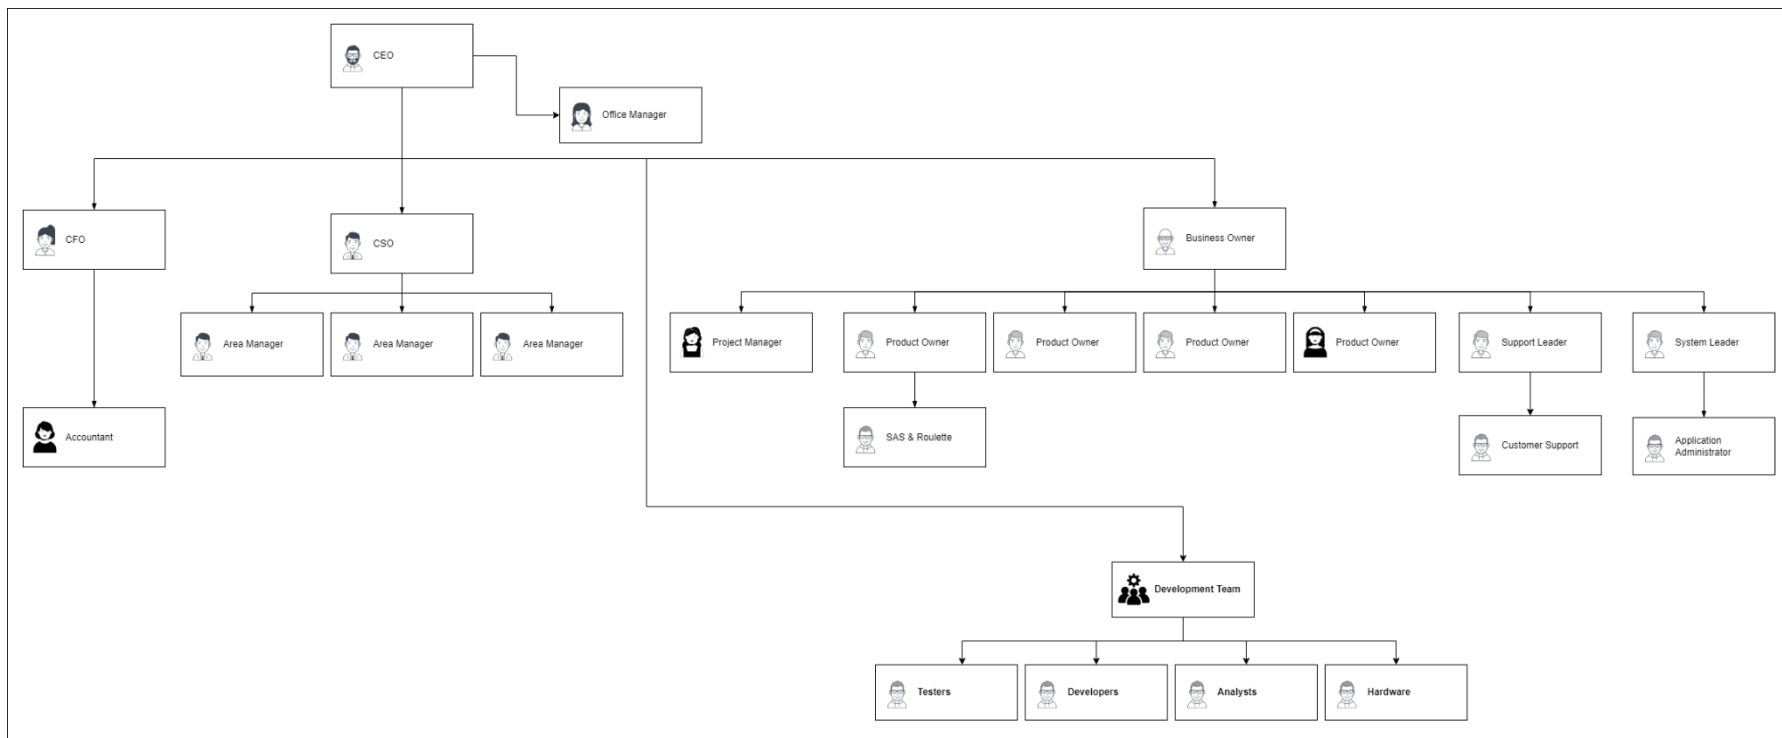 CEO
Office Manager
CFO
CSO
Business Owner
Area Manager
Area Manager
Area Manager
Project Manager
Product Owner
Product Owner
Product Owner
Product Owner
Support Leader
System Leader
Accountant
SAS & Roulette
Customer Support
Application
Administrator
Development Team
Testers
Developers
Analysts
Hardware